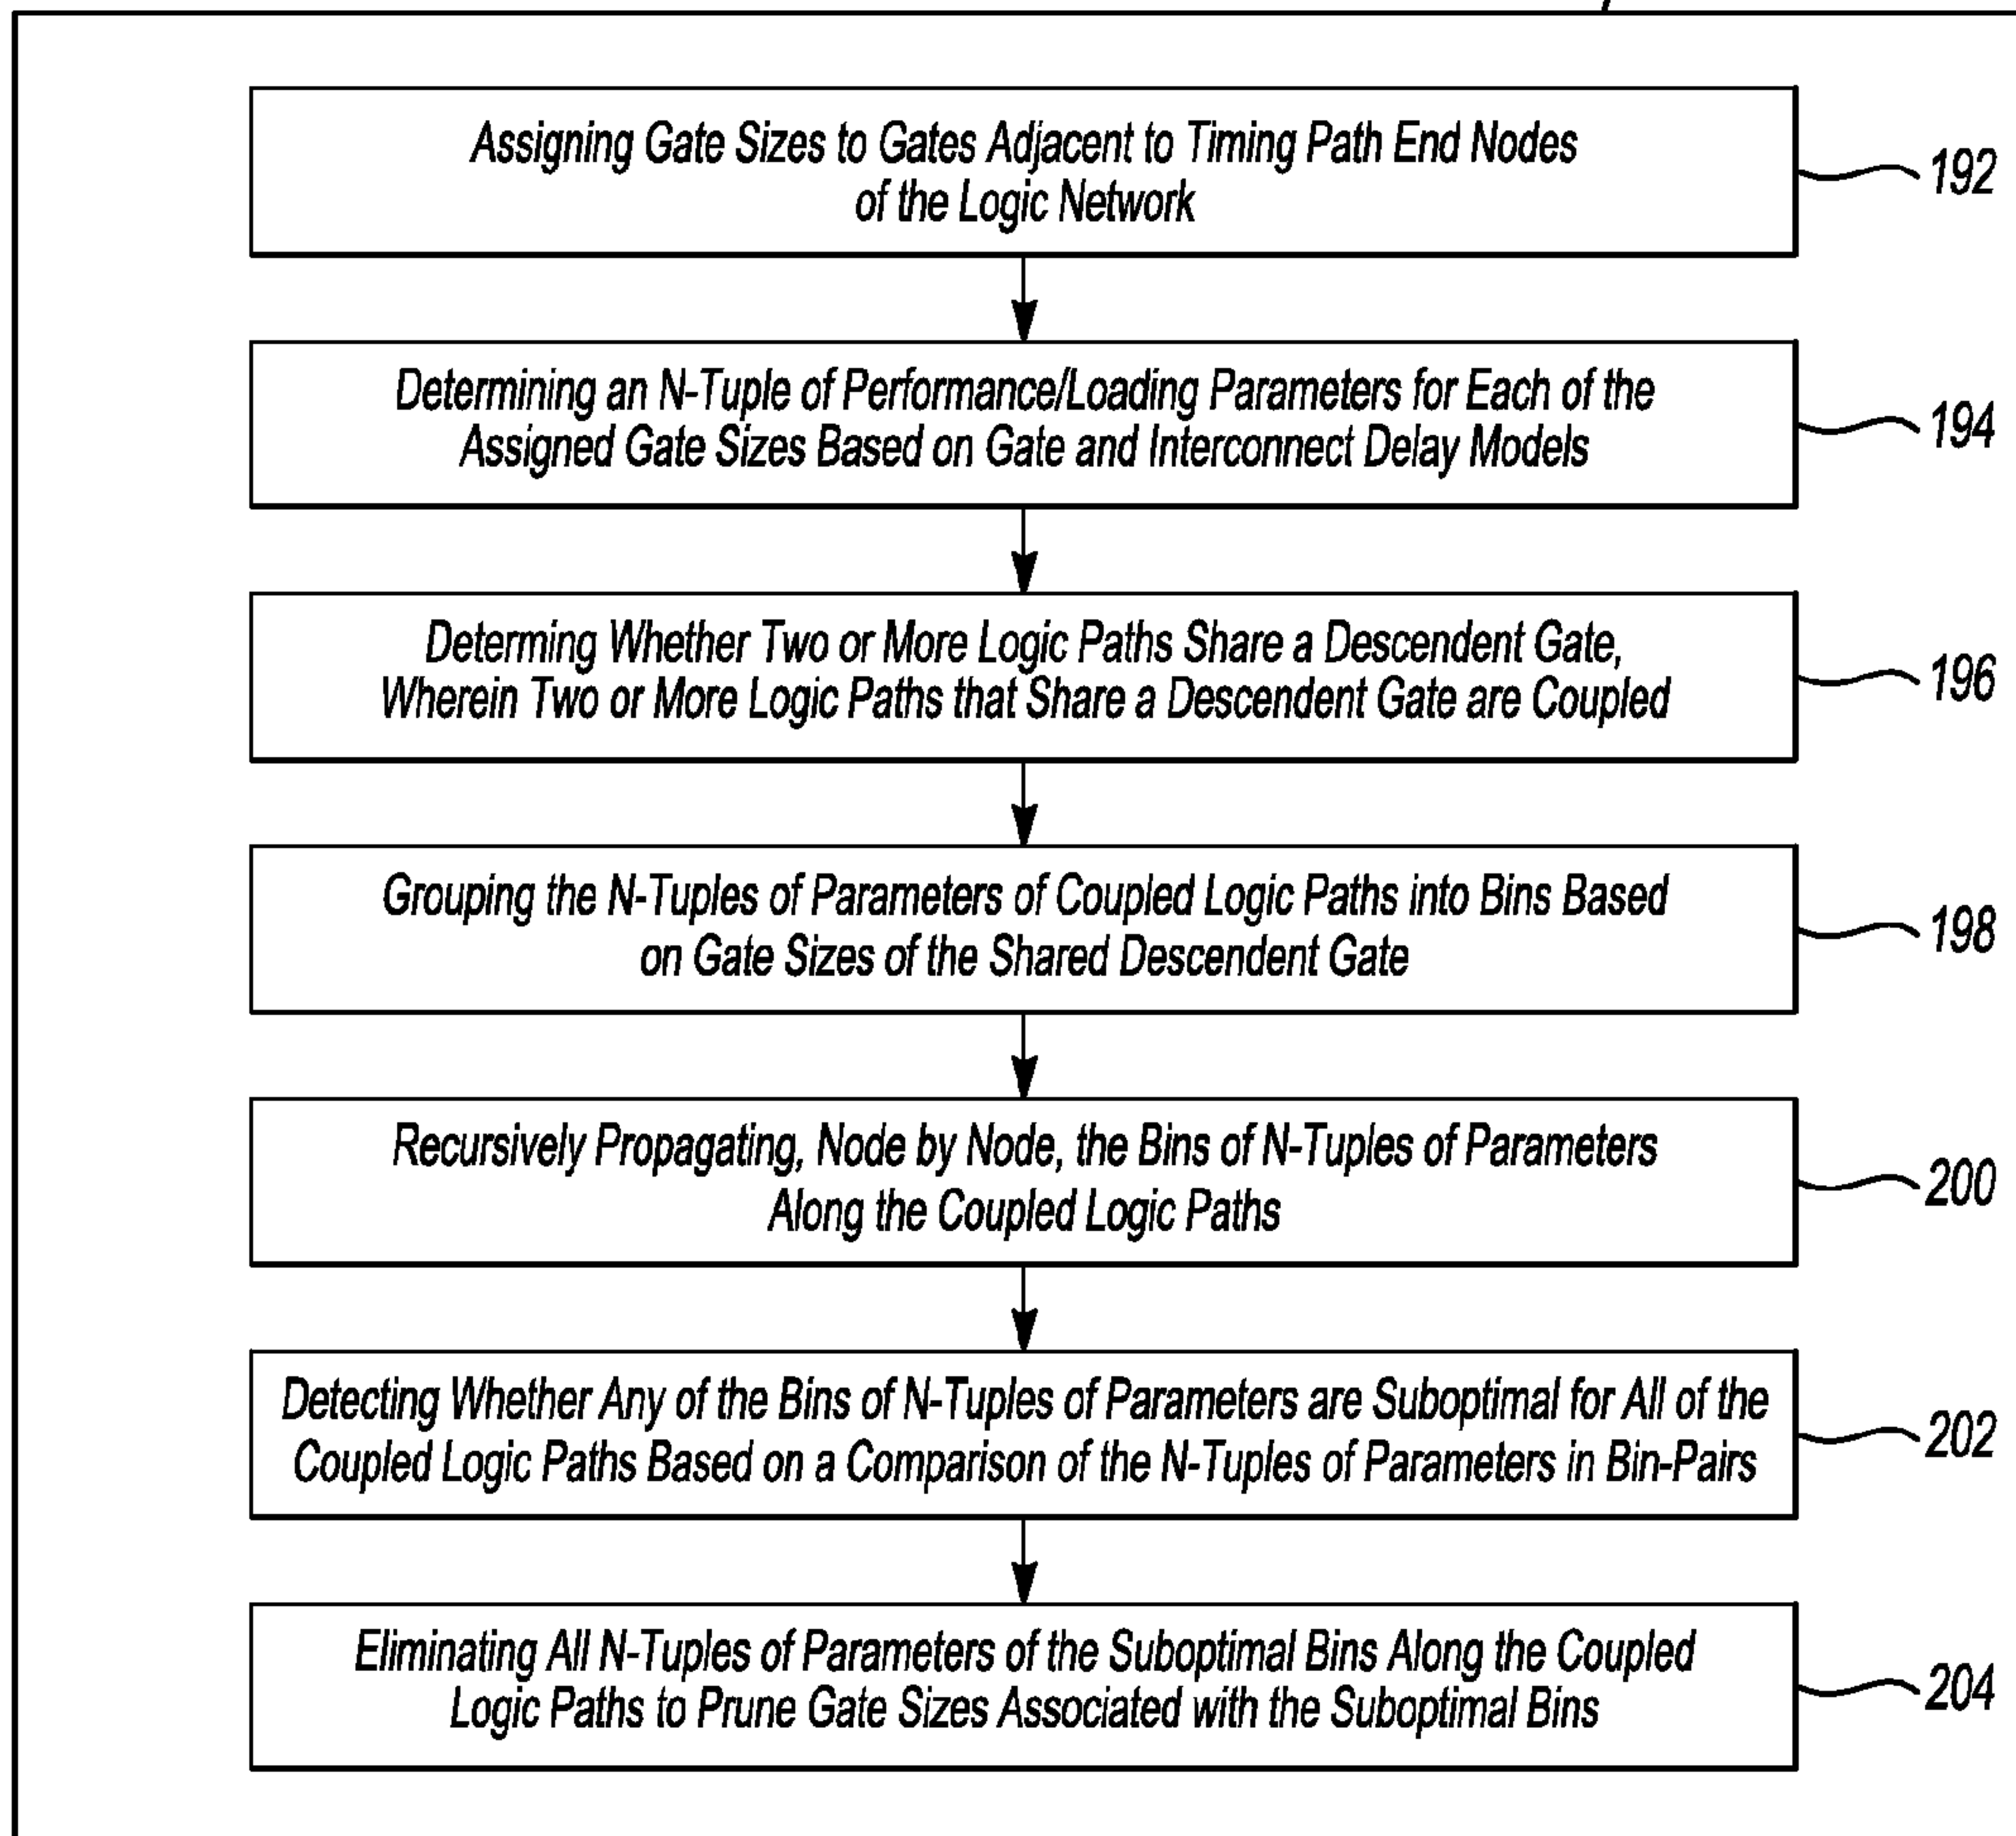 Assigning Gate Sizes to Gates Adjacent to Timing Path End Nodes
of the Logic Network
192
Determining an N-Tuple of Performance/Loading Parameters for Each of the
Assigned Gate Sizes Based on Gate and Interconnect Delay Models
194
Determing Whether Two or More Logic Paths Share a Descendent Gate,
Wherein Two or More Logic Paths that Share a Descendent Gate are Coupled
196
Grouping the N-Tuples of Parameters of Coupled Logic Paths into Bins Based
on Gate Sizes of the Shared Descendent Gate
198
Recursively Propagating, Node by Node, the Bins of N-Tuples of Parameters
Along the Coupled Logic Paths
200
Detecting Whether Any of the Bins of N-Tuples of Parameters are Suboptimal for All of the
Coupled Logic Paths Based on a Comparison of the N-Tuples of Parameters in Bin-Pairs
202
Eliminating All N-Tuples of Parameters of the Suboptimal Bins Along the Coupled
Logic Paths to Prune Gate Sizes Associated with the Suboptimal Bins
204